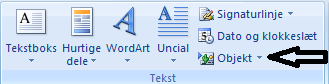 Tekstboks Hurtige dele WordArt Uncial
Signaturlinje
Dato og klokkeslæt
Objekt
Tekst